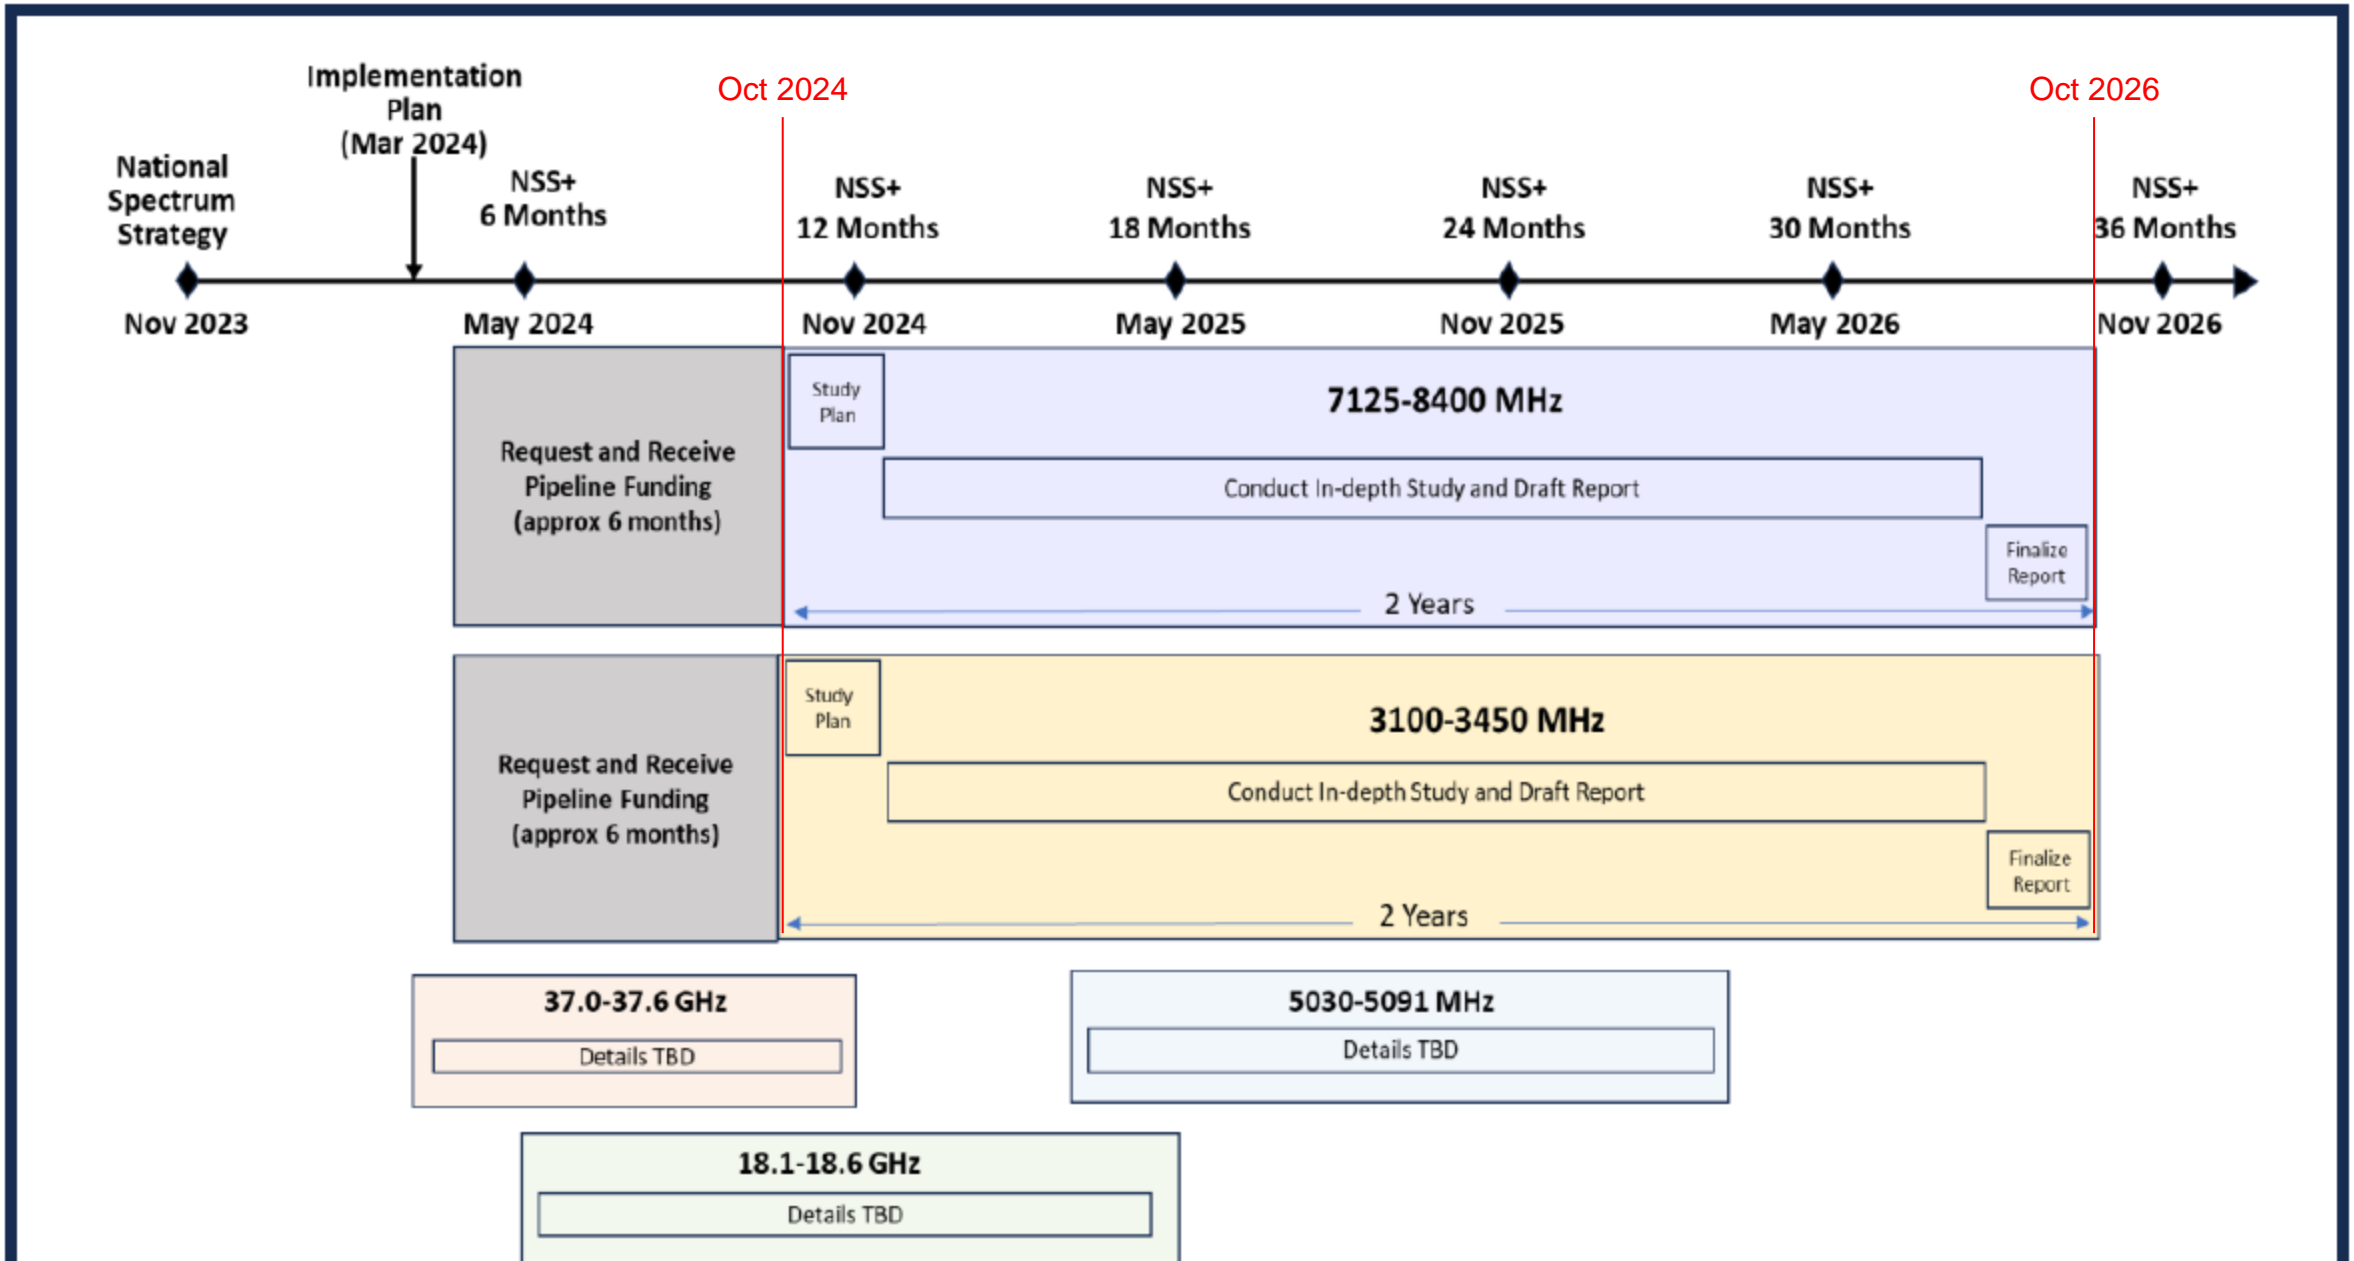 Implementation
Plan
(Mar 2024)
Oct 2024
Oct 2026
National
Spectrum
Strategy
NSS+
6 Months
NSS+
12 Months
NSS+
18 Months
NSS+
24 Months
NSS+
30 Months
NSS+
36 Months
Nov 2023
May 2024
Nov 2024
May 2025
Nov 2025
May 2026
Nov 2026
Request and Receive
Pipeline Funding
(approx 6 months)
Study
Plan
7125-8400 MHz
Conduct In-depth Study and Draft Report
Finalize
Report
2 Years
Request and Receive
Pipeline Funding
(approx 6 months)
Study
Plan
3100-3450 MHz
Conduct In-depth Study and Draft Report
Finalize
Report
2 Years
37.0-37.6 GHz
Details TBD
5030-5091 MHz
Details TBD
18.1-18.6 GHz
Details TBD